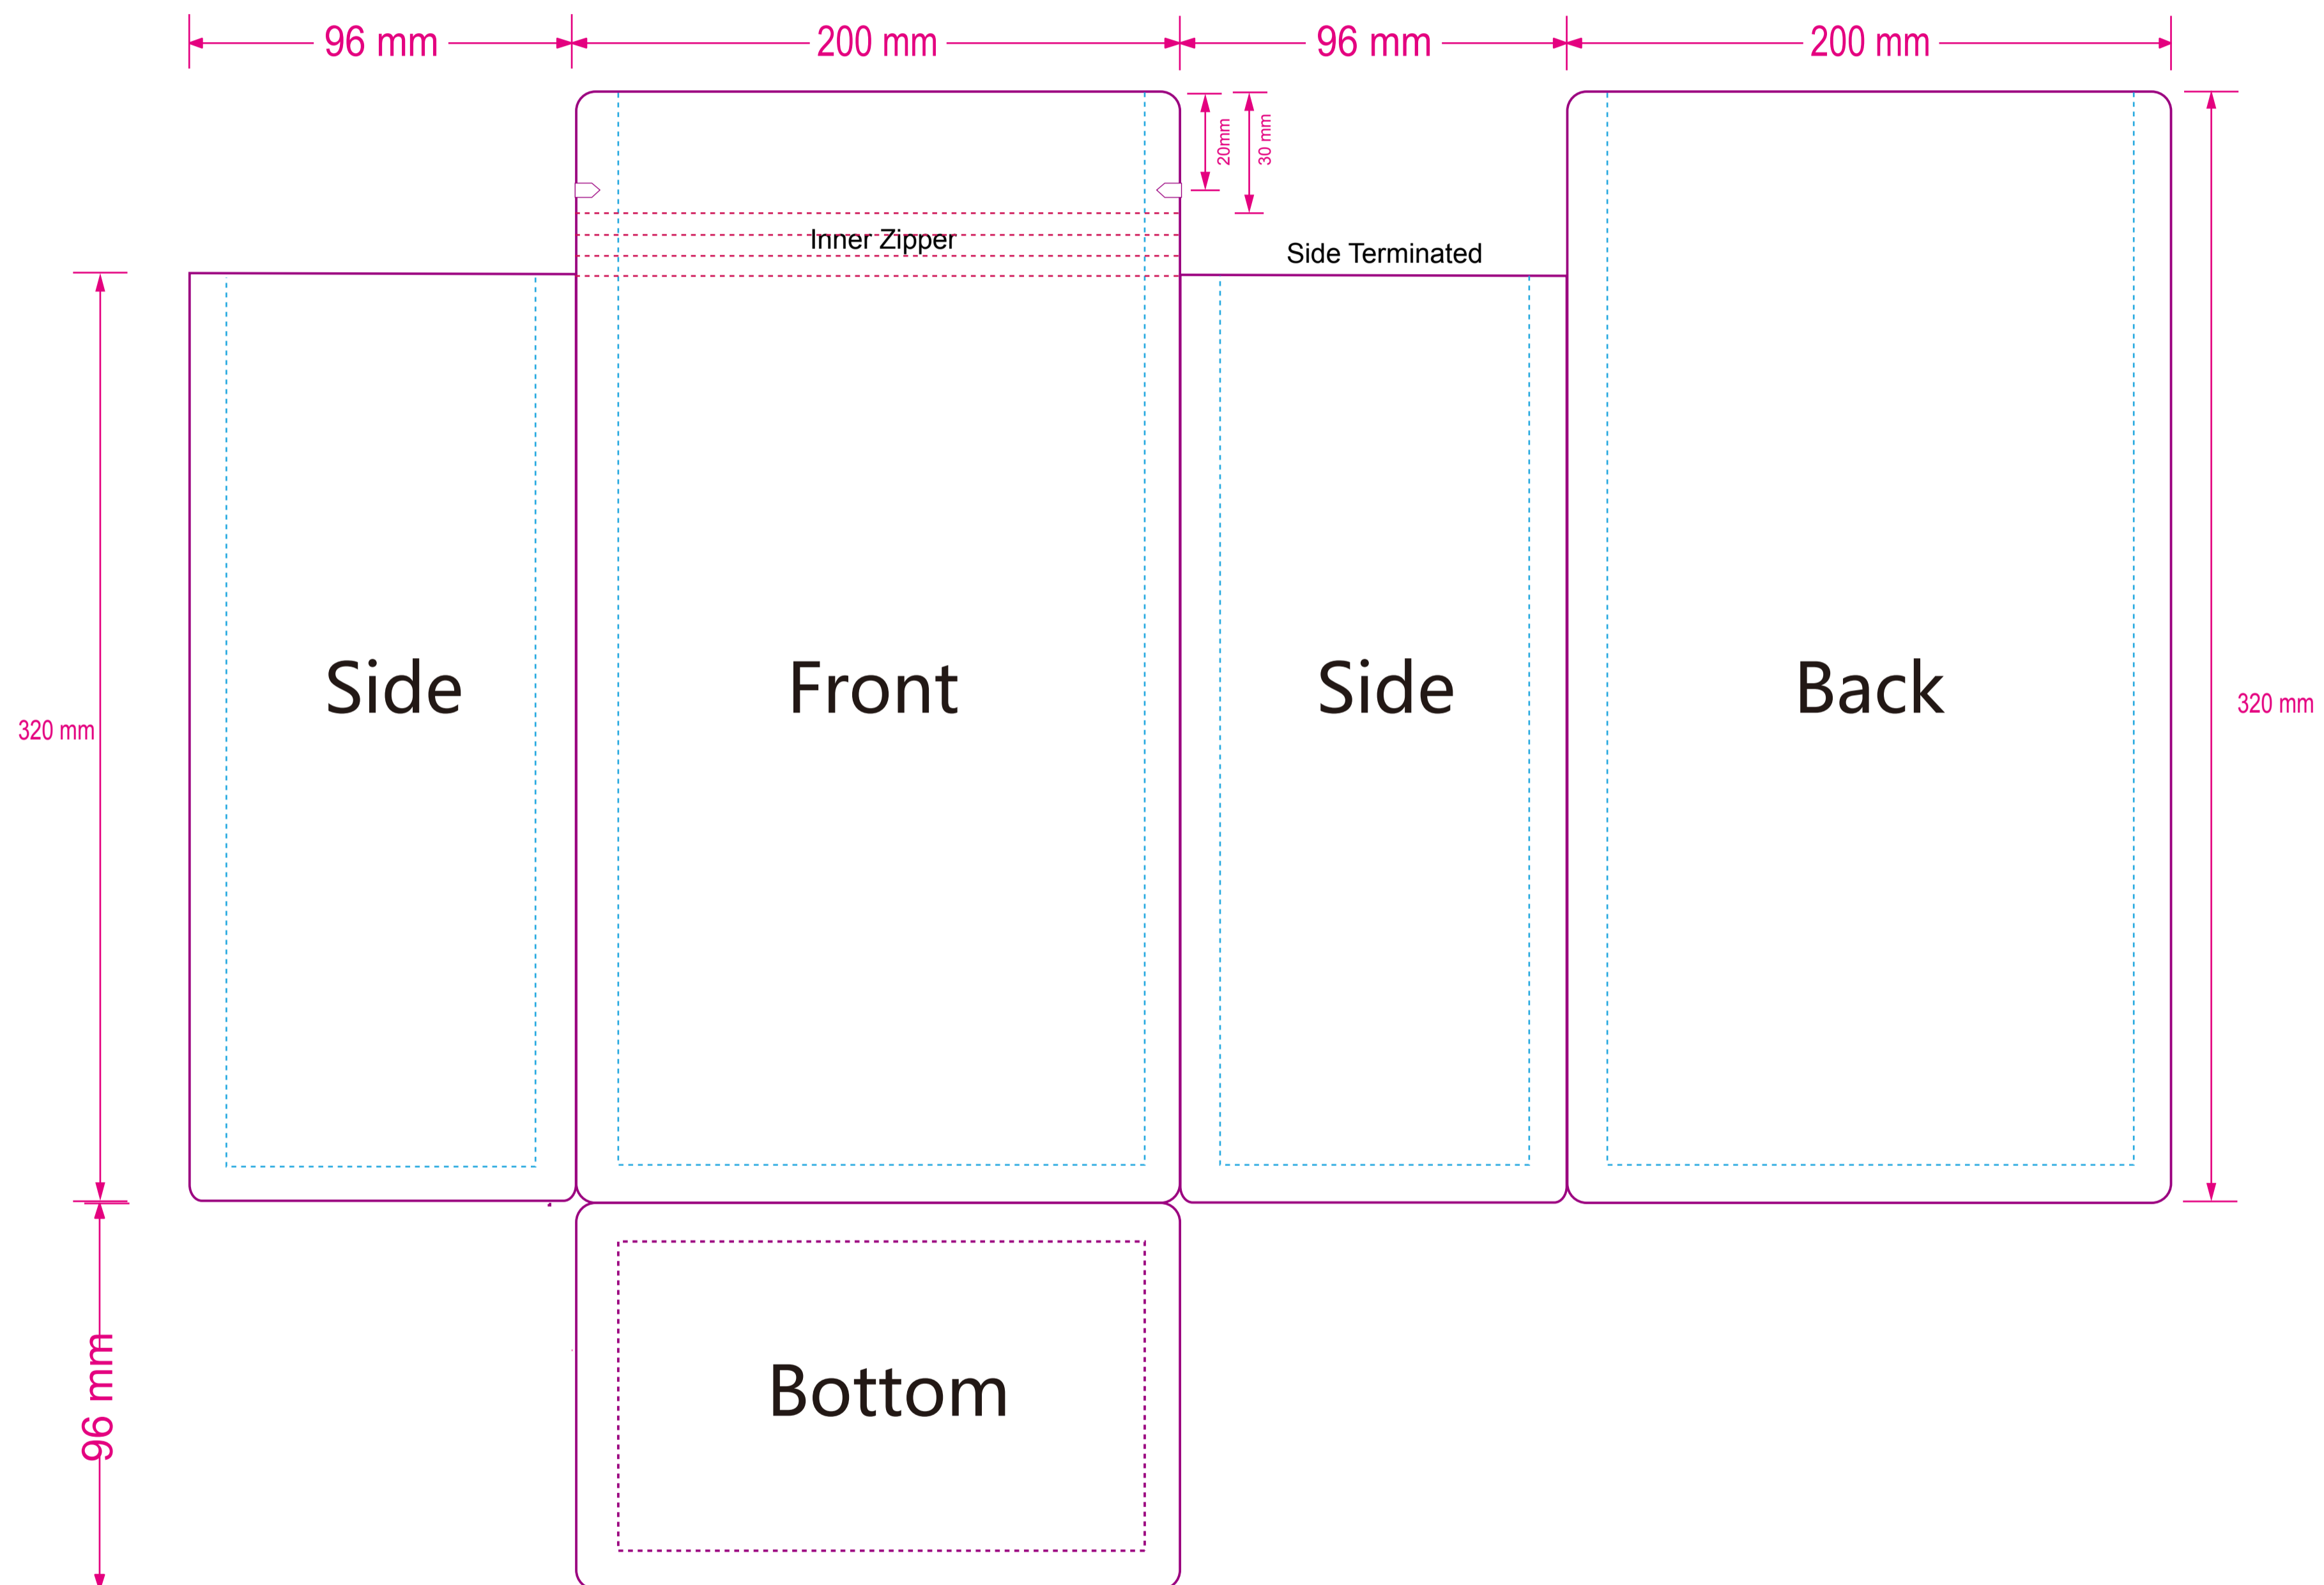 96 mm
200 mm
96 mm
200 mm
20mm
30 mm
Inner Zipper
Side Terminated
Side
Front
Side
Back
320 mm
320 mm
96 mm
Bottom